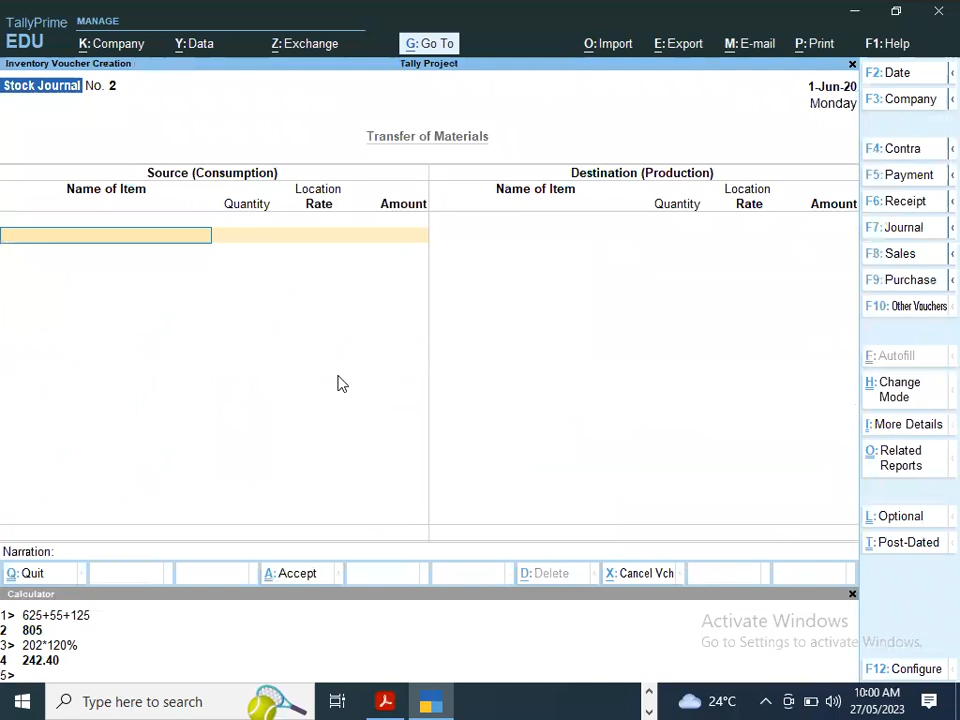 TallyPrime MANAGE
EDU
K: Company Y: Data Z: Exchange G: Go To O: Import E: Export M: E-mail P: Print F1: Help
Inventory Voucher Creation Tally Project
Stock Journal No. 2
1-Jun-20
Monday
Transfer of Materials
Source (Consumption) Destination (Production)
Name of Item Location Name of Item Location
Quantity Rate Amount Quantity Rate Amount
Narration:
Q: Quit A: Accept D: Delete X: Cancel Vch
F2: Date
F3: Company
F4: Contra
F5: Payment
F6: Receipt
F7: Journal
F8: Sales
F9: Purchase
F10: Other Vouchers
F: Autofill
H: Change
Mode
I: More Details
O: Related
Reports
L: Optional
T: Post-Dated
F12: Configure
Calculator
1> 625+55+125
2 805
3> 202*120%
4 242.40
5>
Activate Windows
Go to Settings to activate Windows.
Type here to search
24°C
10:00 AM
27/05/2023